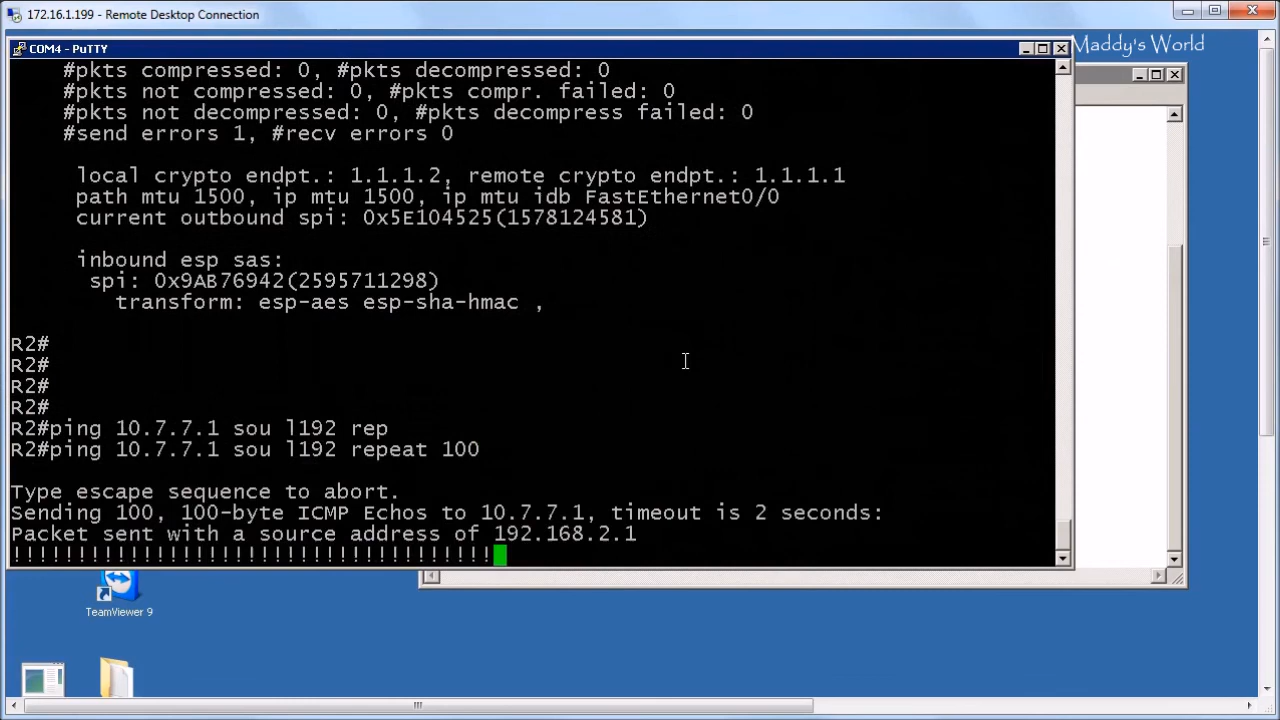 172.16.1.199 - Remote Desktop Connection
Maddy's World
COM4 - PuTTY
#pkts compressed: 0, #pkts decompressed: 0
#pkts not compressed: 0, #pkts compr. failed: 0
#pkts not decompressed: 0, #pkts decompress failed: 0
#send errors 1, #recv errors 0
local crypto endpt.: 1.1.1.2, remote crypto endpt.: 1.1.1.1
path mtu 1500, ip mtu 1500, ip mtu idb FastEthernet0/0
current outbound spi: 0x5E104525(1578124581)
inbound esp sas:
spi: 0x9AB76942(2595711298)
transform: esp-aes esp-sha-hmac ,
R2#
R2#
R2#
R2#
R2#ping 10.7.7.1 sou l192 rep
R2#ping 10.7.7.1 sou l192 repeat 100
Type escape sequence to abort.
Sending 100, 100-byte ICMP Echos to 10.7.7.1, timeout is 2 seconds:
Packet sent with a source address of 192.168.2.1
!!!!!!!!!!!!!!!!!!!!!!!!!!!!!!!!!!!!!
TeamViewer 9